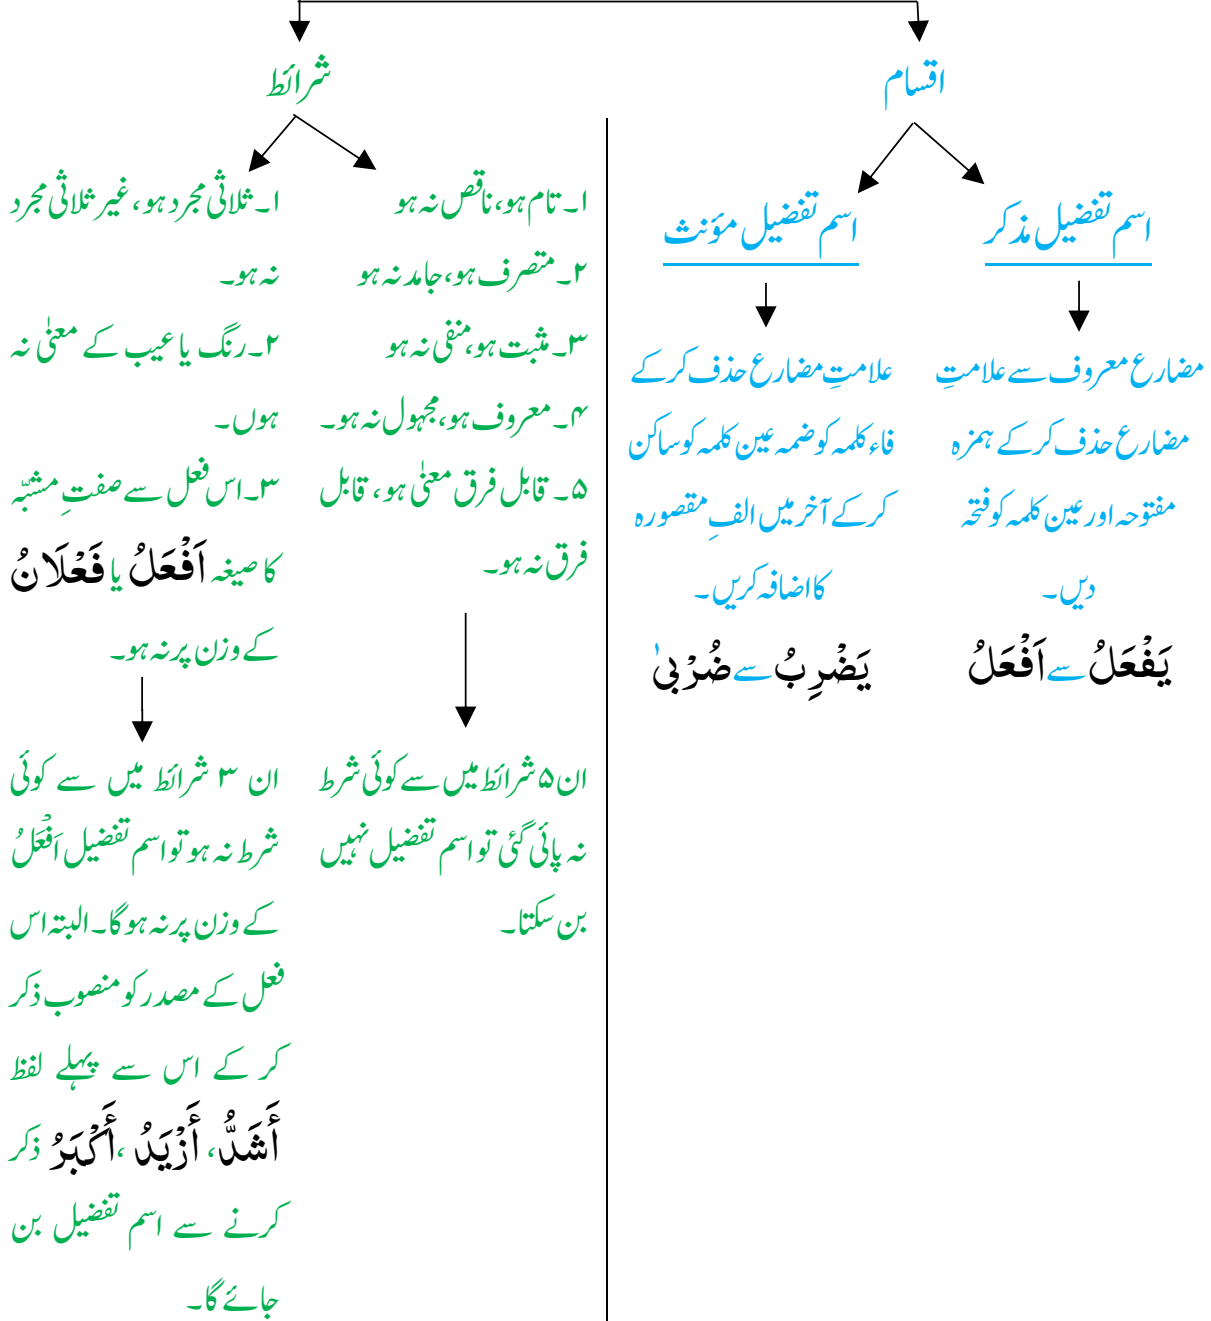 اقسام
اسم تفضیل مذکر
مضارع معروف سے علامتِ
مضارع حذف کرکے ہمزہ
مفتوحہ اور عین کلمہ کو فتحہ
دیں۔
یَفْعَلُ سے اَفْعَلُ
اسم تفضیل مؤنث
علامتِ مضارع حذف کرکے
فاء کلمہ کو ضمہ عین کلمہ کو ساکن
کرکے آخر میں الفِ مقصورہ
کا اضافہ کریں۔
یَضْرِبُ سے ضُرْبیٰ
شرائط
۱۔ تام ہو، ناقص نہ ہو
۲۔ متصرف ہو، جامد نہ ہو
۳۔ مثبت ہو، منفی نہ ہو
۴۔ معروف ہو، مجہول نہ ہو۔
۵۔ قابل فرق معنٰی ہو، قابل
فرق نہ ہو۔
ان ۵ شرائط میں سے کوئی شرط
نہ پائی گئی تو اسم تفضیل نہیں
بن سکتا۔
۱۔ ثلاثی مجرد ہو، غیر ثلاثی مجرد
نہ ہو۔
۲۔ رنگ یا عیب کے معنٰی نہ
ہوں۔
۳۔ اس فعل سے صفتِ مشبّہ
کا صیغہ اَفْعَلُ یا فَعْلَانُ
کے وزن پر نہ ہو۔
ان ۳ شرائط میں سے کوئی
شرط نہ ہو تو اسم تفضیل اَفْعَلُ
کے وزن پر نہ ہوگا۔ البتہ اس
فعل کے مصدر کو منصوب ذکر
کر کے اس سے پہلے لفظ
أَشَدُّ، أَزْيَدُ، أَكْبَرُ ذکر
کرنے سے اسم تفضیل بن
جائے گا۔